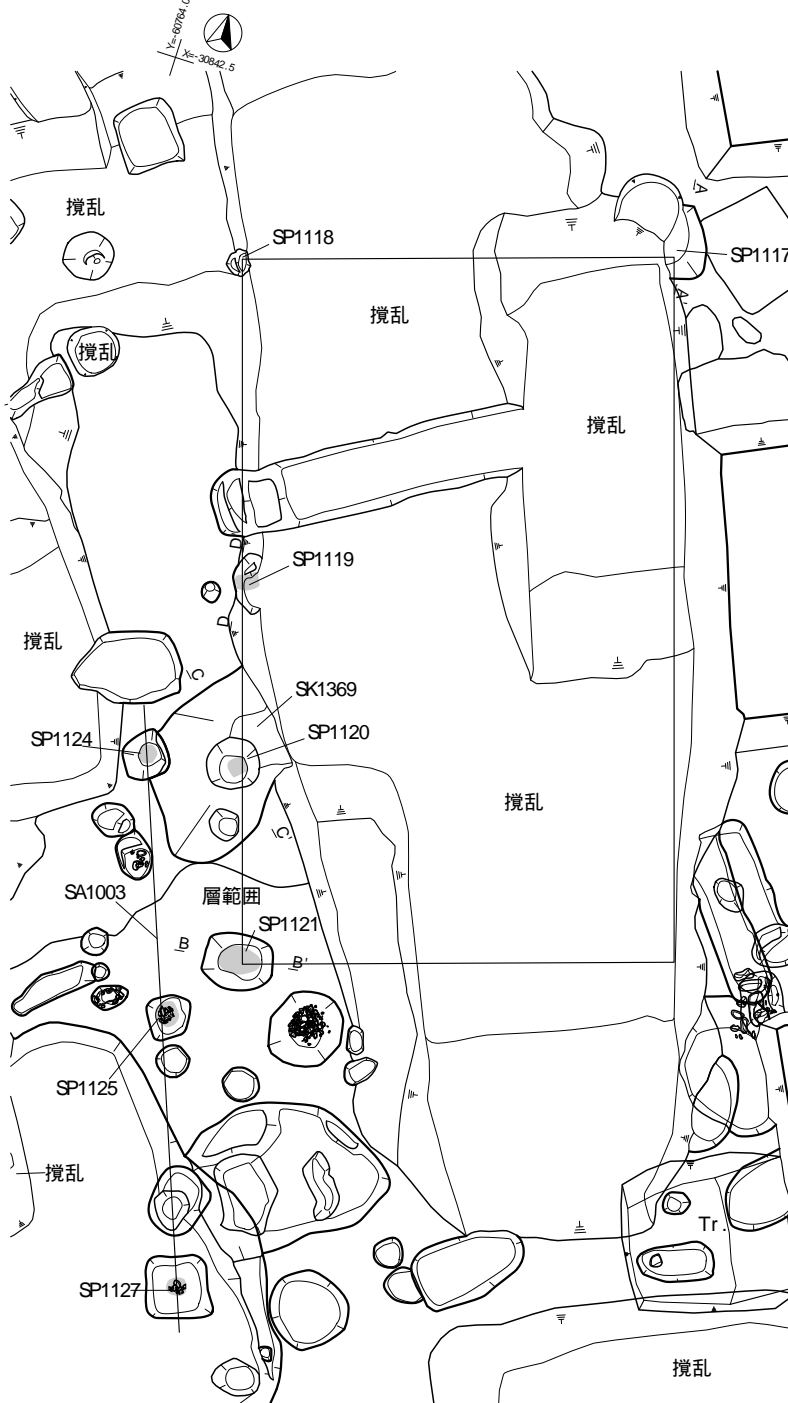 Y=-60764.0
X=-30842.5
A
撹乱
SP1118
SP1117
A'
撹乱
撹乱
撹乱
D
SP1119
D'
撹乱
C
SK1369
SP1124
SP1120
撹乱
C'
SA1003
層範囲
SP1121
B
B'
SP1125
撹乱
Tr.
SP1127
撹乱